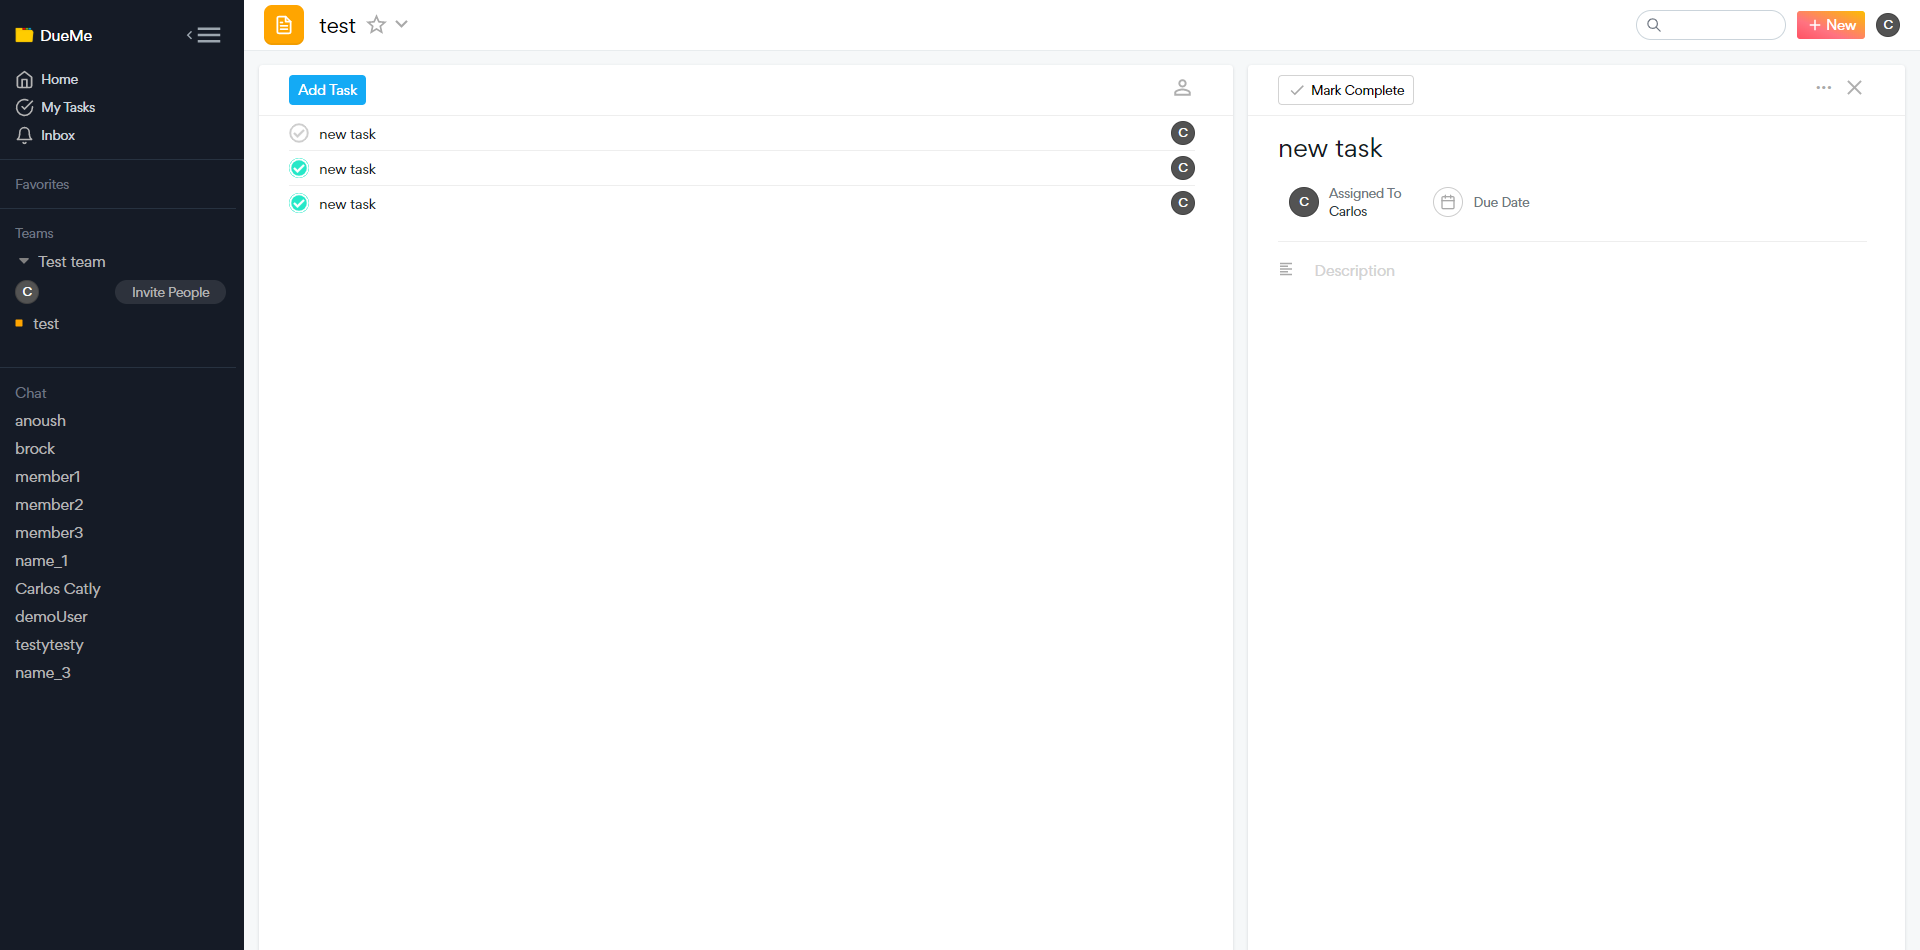 DueMe
Home
My Tasks
Inbox
Favorites
Teams
Test team
C
Invite People
test
Chat
anoush
brock
member1
member2
member3
name_1
Carlos Catly
demoUser
testytesty
name_3
test
New
C
Add Task
new task
C
new task
C
new task
C
Mark Complete
new task
C
Assigned To
Carlos
Due Date
Description